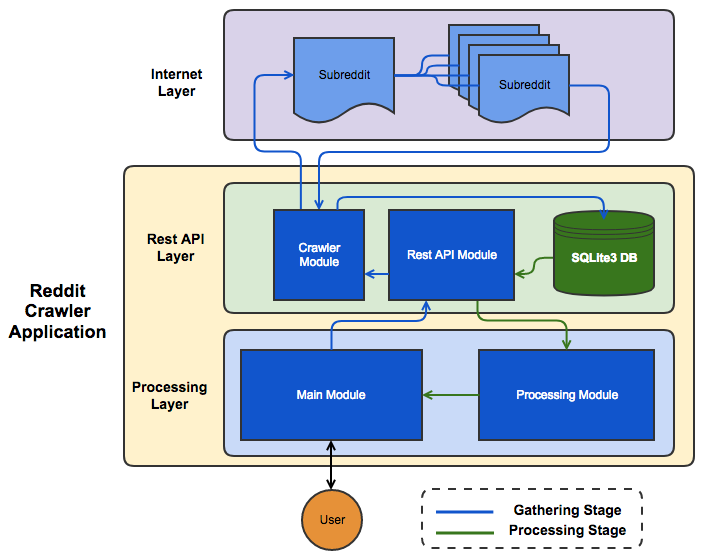 Internet
Layer
Subreddit
Subreddit
Reddit
Crawler
Application
Rest API
Layer
Crawler
Module
Rest API Module
SQLite3 DB
Processing
Layer
Main Module
Processing Module
User
Gathering Stage
Processing Stage